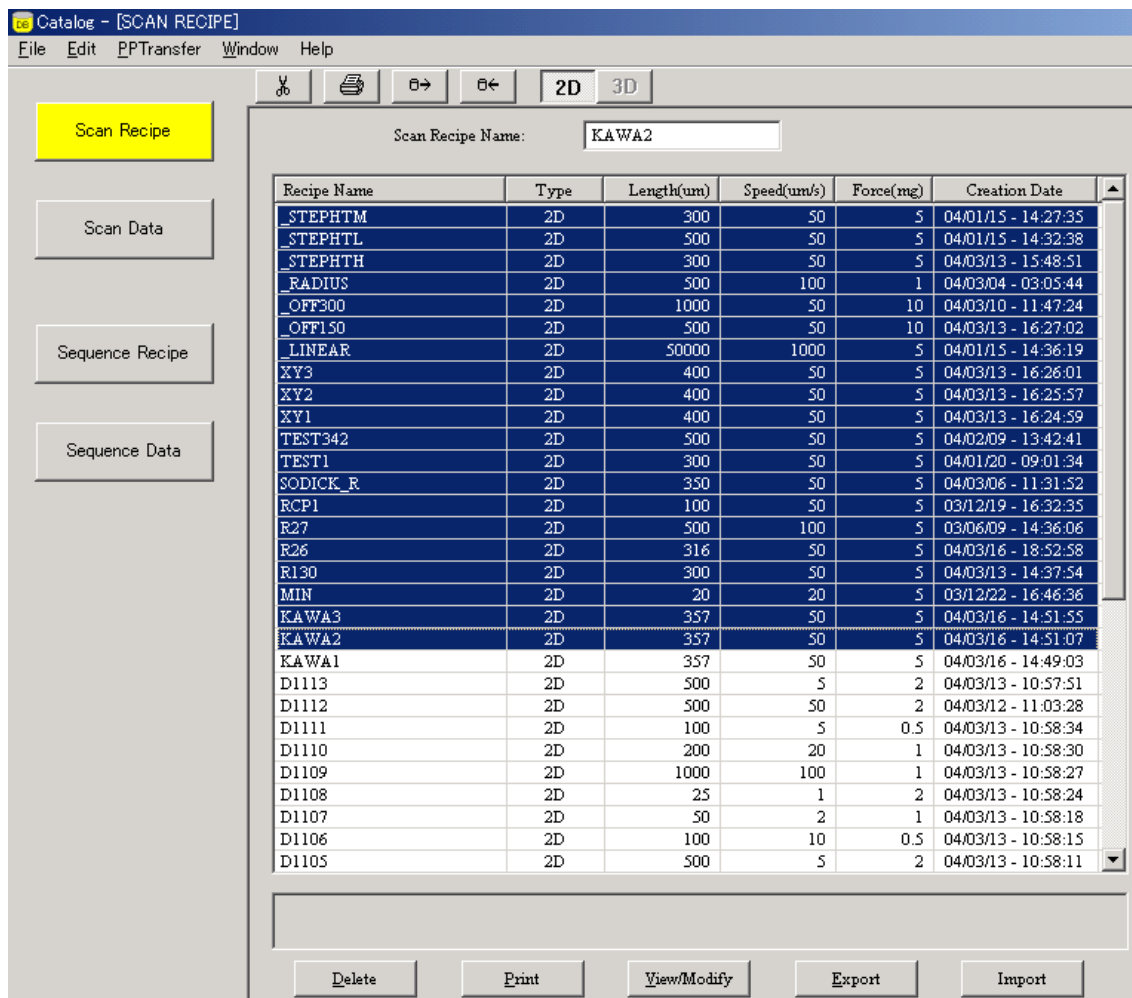 DB Catalog - [SCAN RECIPE]
File Edit PPTransfer Window Help
2D 3D
Scan Recipe
Scan Data
Sequence Recipe
Sequence Data
Scan Recipe Name: KAWA2
Recipe Name Type Length(um) Speed(um/s) Force(mg) Creation Date
_STEPHTM 2D 300 50 5 04/01/15 - 14:27:35
_STEPHTL 2D 500 50 5 04/01/15 - 14:32:38
_STEPHTH 2D 300 50 5 04/03/13 - 15:48:51
_RADIUS 2D 500 100 1 04/03/04 - 03:05:44
_OFF300 2D 1000 50 10 04/03/10 - 11:47:24
_OFF150 2D 500 50 10 04/03/13 - 16:27:02
_LINEAR 2D 50000 1000 5 04/01/15 - 14:36:19
XY3 2D 400 50 5 04/03/13 - 16:26:01
XY2 2D 400 50 5 04/03/13 - 16:25:57
XY1 2D 400 50 5 04/03/13 - 16:24:59
TEST342 2D 500 50 5 04/02/09 - 13:42:41
TEST1 2D 300 50 5 04/01/20 - 09:01:34
SODICK_R 2D 350 50 5 04/03/06 - 11:31:52
RCP1 2D 100 50 5 03/12/19 - 16:32:35
R27 2D 500 100 5 03/06/09 - 14:36:06
R26 2D 316 50 5 04/03/16 - 18:52:58
R130 2D 300 50 5 04/03/13 - 14:37:54
MIN 2D 20 20 5 03/12/22 - 16:46:36
KAWA3 2D 357 50 5 04/03/16 - 14:51:55
KAWA2 2D 357 50 5 04/03/16 - 14:51:07
KAWA1 2D 357 50 5 04/03/16 - 14:49:03
D1113 2D 500 5 2 04/03/13 - 10:57:51
D1112 2D 500 50 2 04/03/12 - 11:03:28
D1111 2D 100 5 0.5 04/03/13 - 10:58:34
D1110 2D 200 20 1 04/03/13 - 10:58:30
D1109 2D 1000 100 1 04/03/13 - 10:58:27
D1108 2D 25 1 2 04/03/13 - 10:58:24
D1107 2D 50 2 1 04/03/13 - 10:58:18
D1106 2D 100 10 0.5 04/03/13 - 10:58:15
D1105 2D 500 5 2 04/03/13 - 10:58:11
Delete Print View/Modify Export Import